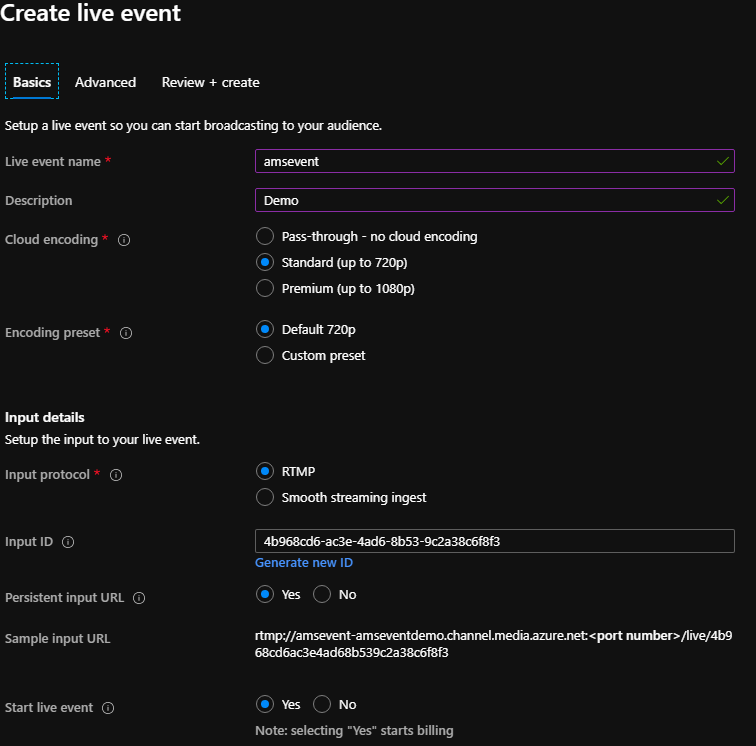 Create live event
Basics Advanced Review + create
Setup a live event so you can start broadcasting to your audience.
Live event name * amsevent
Description Demo
Cloud encoding * Pass-through - no cloud encoding
Standard (up to 720p)
Premium (up to 1080p)
Encoding preset * Default 720p
Custom preset
Input details
Setup the input to your live event.
Input protocol * RTMP
Smooth streaming ingest
Input ID 4b968cd6-ac3e-4ad6-8b53-9c2a38c6f8f3
Generate new ID
Persistent input URL Yes No
Sample input URL rtmp://amsevent-amseventdemo.channel.media.azure.net:<port number>/live/4b9
68cd6ac3e4ad68b539c2a38c6f8f3
Start live event Yes No
Note: selecting "Yes" starts billing